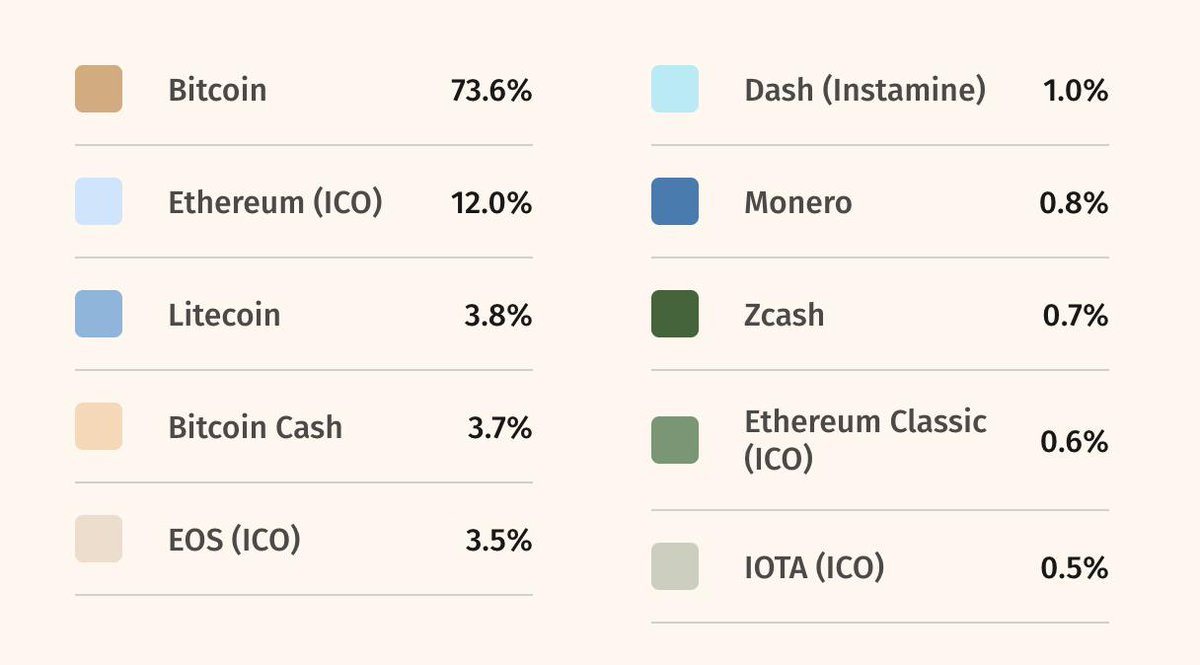 Bitcoin 73.6%
Ethereum (ICO) 12.0%
Litecoin 3.8%
Bitcoin Cash 3.7%
EOS (ICO) 3.5%
Dash (Instamine) 1.0%
Monero 0.8%
Zcash 0.7%
Ethereum Classic
(ICO) 0.6%
IOTA (ICO) 0.5%